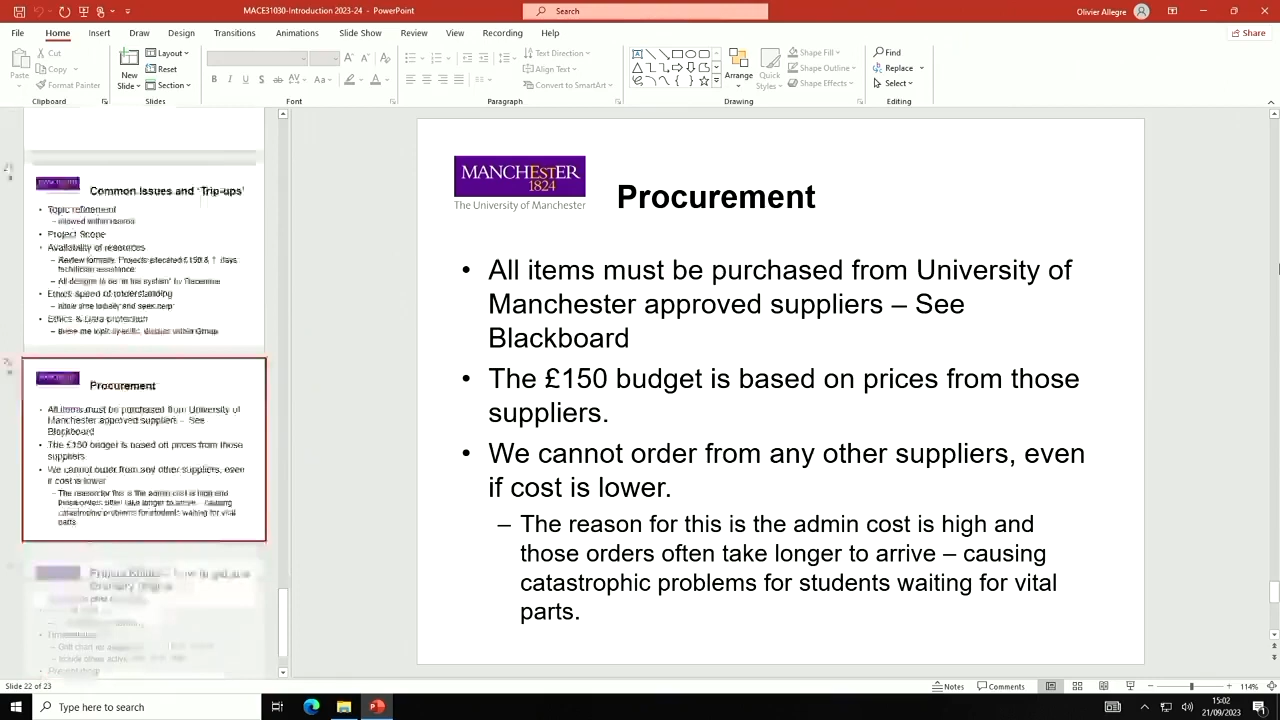 MACE31030-Introduction 2023-24 - PowerPoint
Search
Olivier Allegre
File Home Insert Draw Design Transitions Animations Slide Show Review View Recording Help
Share
Paste
Cut
Copy
Format Painter
Clipboard
New Slide
Layout
Reset
Section
Slides
Font
Text Direction
Align Text
Convert to SmartArt
Paragraph
Arrange
Quick Styles
Shape Fill
Shape Outline
Shape Effects
Drawing
Find
Replace
Select
Editing
Common Issues and 'Trip-ups'
Topic refinement
Project Scope
Availability of resources
Ethics & Data protection
Procurement
All items must be purchased from University of
Manchester approved suppliers – See
Blackboard
The £150 budget is based on prices from those
suppliers.
We cannot order from any other suppliers, even
if cost is lower.
MANCHESTER
1824
The University of Manchester
Procurement
• All items must be purchased from University of
Manchester approved suppliers – See
Blackboard
• The £150 budget is based on prices from those
suppliers.
• We cannot order from any other suppliers, even
if cost is lower.
– The reason for this is the admin cost is high and
those orders often take longer to arrive – causing
catastrophic problems for students waiting for vital
parts.
Slide 22 of 23
Notes
Comments
114%
Type here to search
15:02
21/09/2023